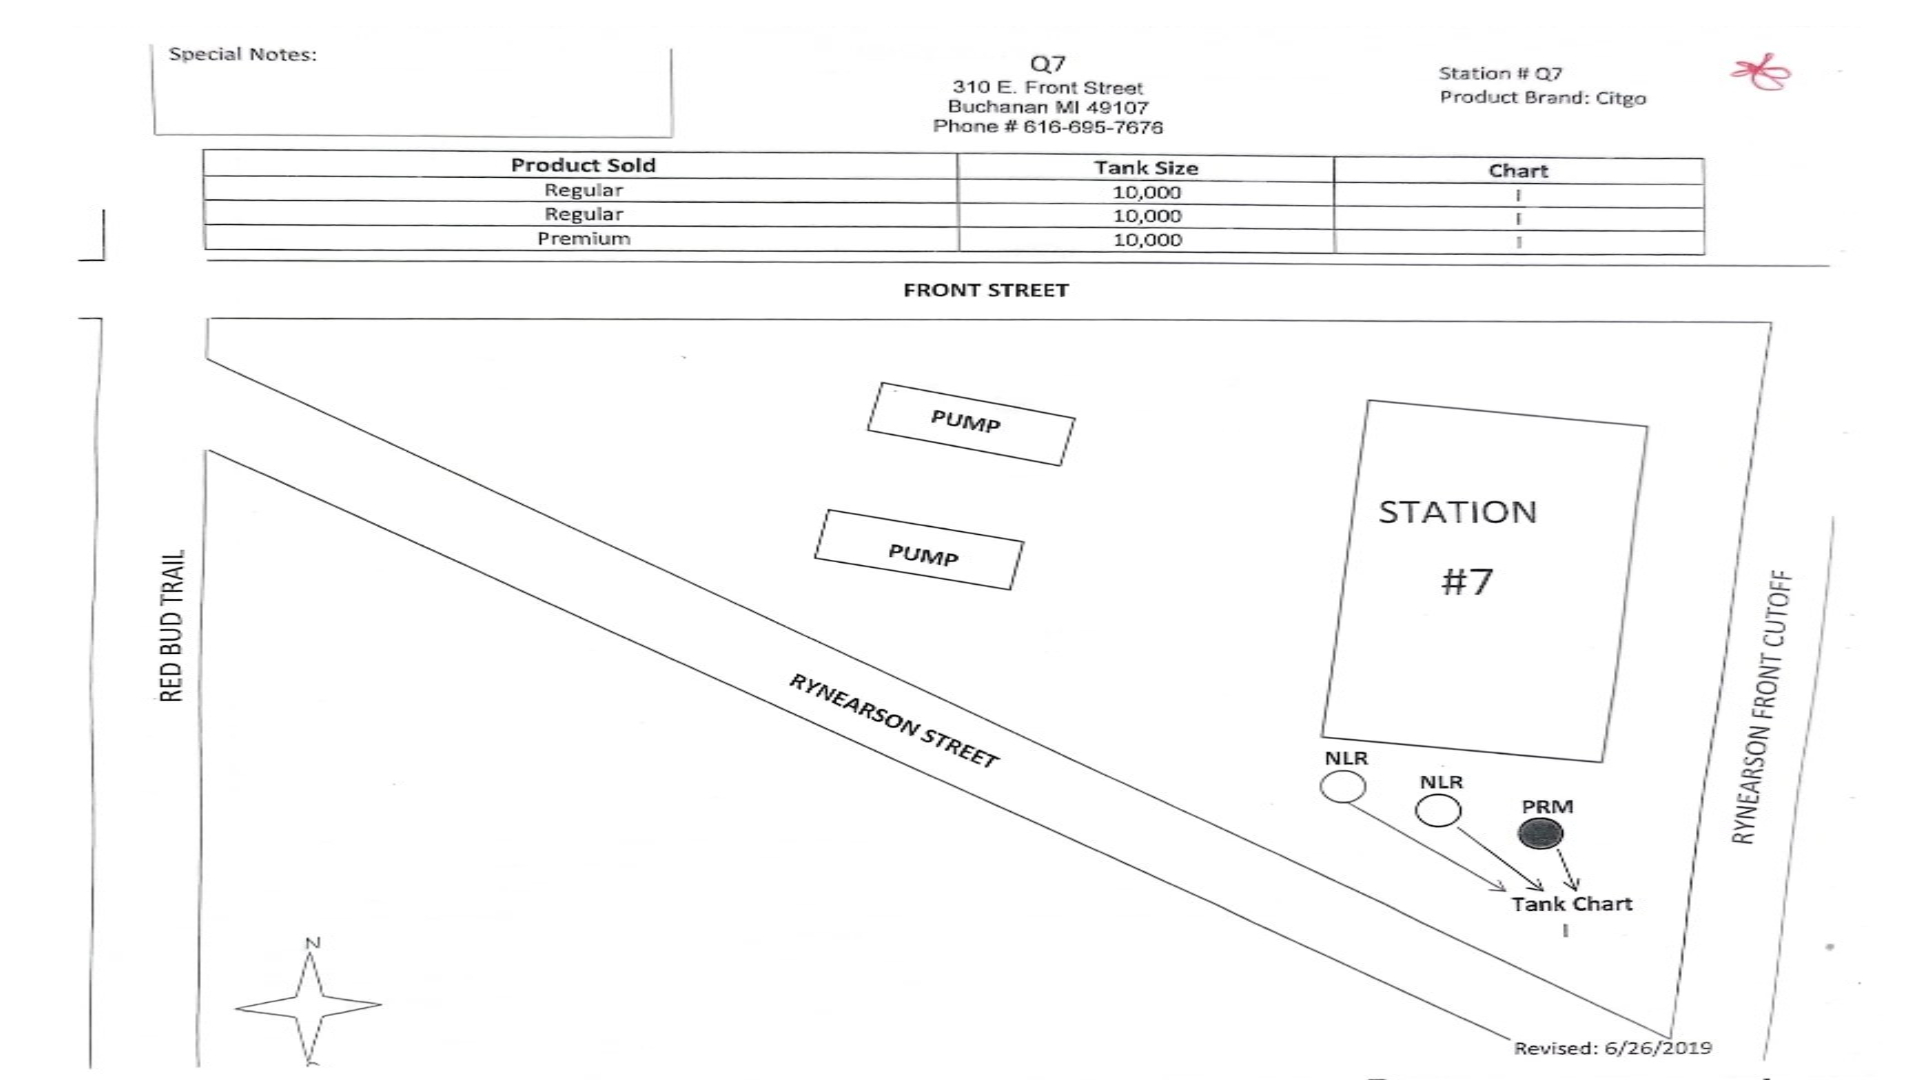 Special Notes:
Q7
310 E. Front Street
Buchanan MI 49107
Phone # 616-695-7676
Station # Q7
Product Brand: Citgo
Product Sold Tank Size Chart
Regular 10,000 I
Regular 10,000 I
Premium 10,000 I
FRONT STREET
PUMP
PUMP
STATION
#7
RED BUD TRAIL
RYNEARSON STREET
RYNEARSON FRONT CUTOFF
NLR
NLR
PRM
Tank Chart
I
N
Revised: 6/26/2019